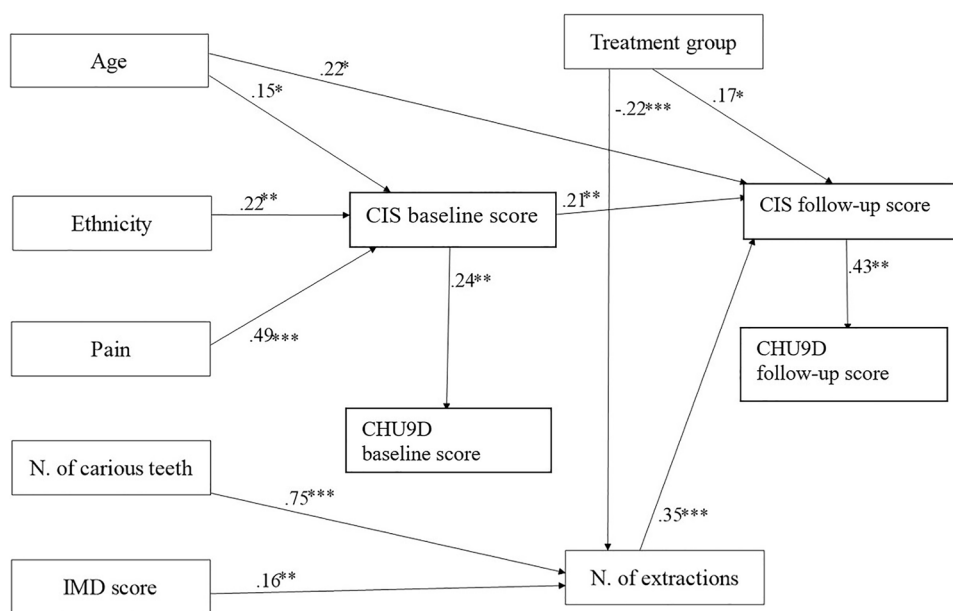 Treatment group
Age
.22*
.15*
-.22***
.17*
Ethnicity
.22**
CIS baseline score
.21**
CIS follow-up score
.24**
.43**
Pain
.49***
CHU9D
follow-up score
CHU9D
baseline score
N. of carious teeth
.75***
.35***
IMD score
.16**
N. of extractions